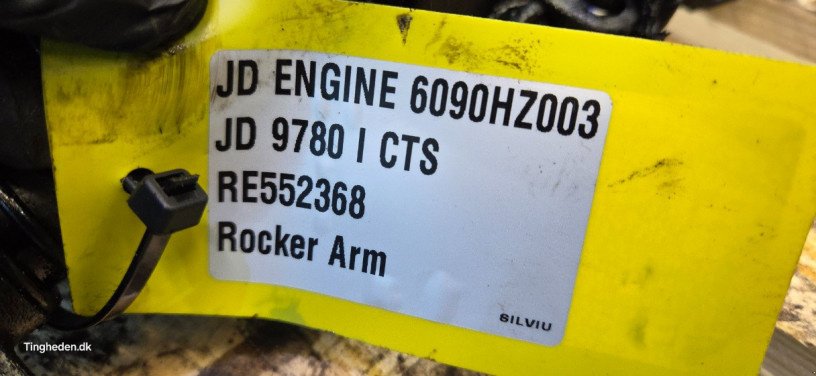 JD ENGINE 6090HZ003
JD 9780 I CTS
RE552368
Rocker Arm
SILVIU
Tingheden.dk